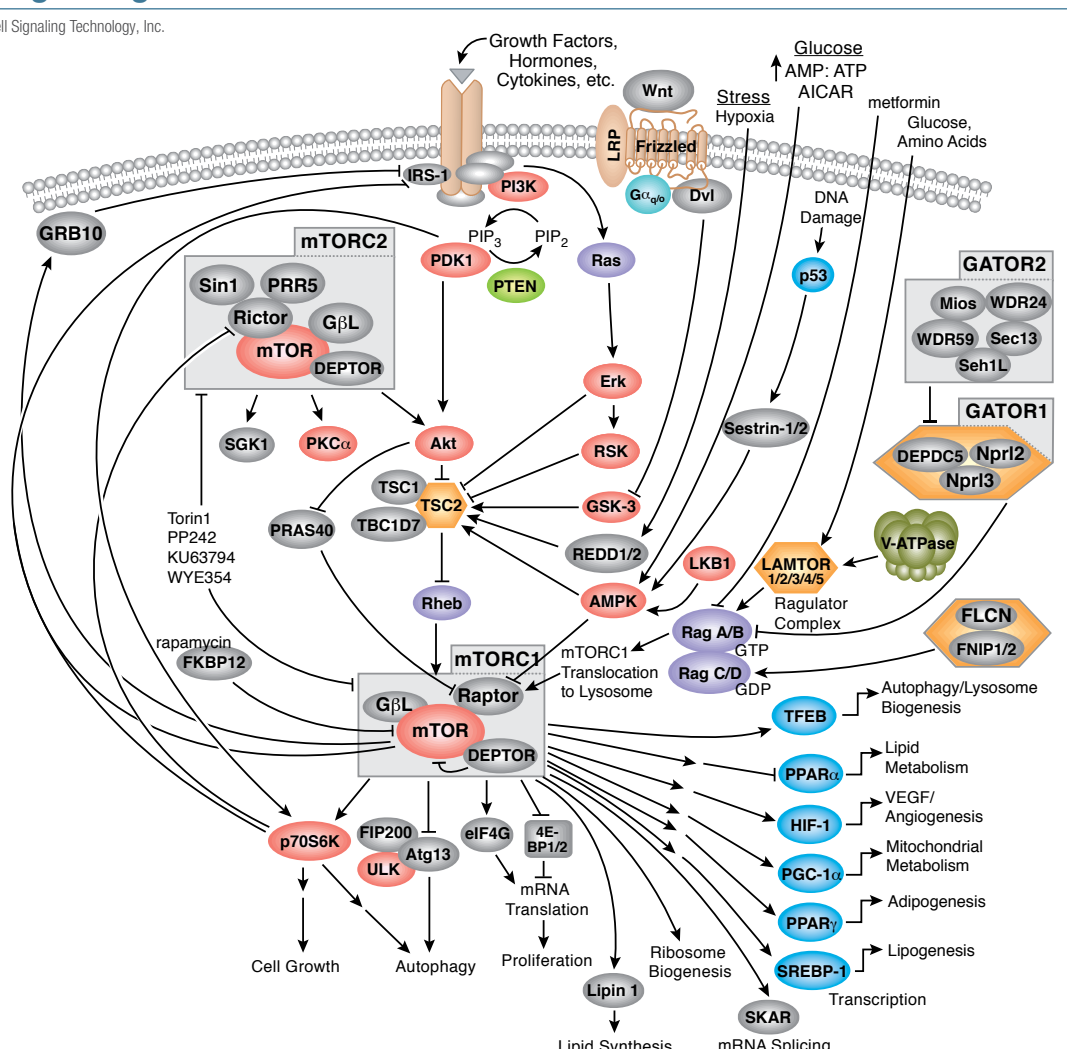 ell Signaling Technology, Inc.
Growth Factors,
Hormones,
Cytokines, etc.
Glucose
AMP: ATP
AICAR
Wnt
Stress
Hypoxia
metformin
Glucose,
Amino Acids
LRP
Frizzled
IRS-1
PI3K
Gαq/o
Dvl
DNA
Damage
GRB10
mTORC2
PIP3
PIP2
PDK1
PTEN
Ras
p53
GATOR2
Sin1
PRR5
Rictor
GβL
mTOR
DEPTOR
Mios
WDR24
WDR59
Sec13
Seh1L
Erk
GATOR1
SGK1
PKCα
Akt
RSK
Sestrin-1/2
DEPDC5
Nprl2
Nprl3
TSC1
TSC2
TBC1D7
GSK-3
PRAS40
Torin1
PP242
KU63794
WYE354
REDD1/2
LKB1
LAMTOR
1/2/3/4/5
V-ATPase
Rheb
AMPK
Ragulator
Complex
FLCN
FNIP1/2
rapamycin
FKBP12
mTORC1
mTORC1
Translocation
to Lysosome
Rag A/B
GTP
Rag C/D
GDP
GβL
Raptor
mTOR
DEPTOR
TFEB
Autophagy/Lysosome
Biogenesis
PPARα
Lipid
Metabolism
HIF-1
VEGF/
Angiogenesis
p70S6K
FIP200
Atg13
ULK
eIF4G
4E-
BP1/2
PGC-1α
Mitochondrial
Metabolism
mRNA
Translation
PPARγ
Adipogenesis
Cell Growth
Autophagy
Proliferation
Ribosome
Biogenesis
SREBP-1
Lipogenesis
Lipin 1
Transcription
SKAR
Lipid Synthesis
mRNA Splicing